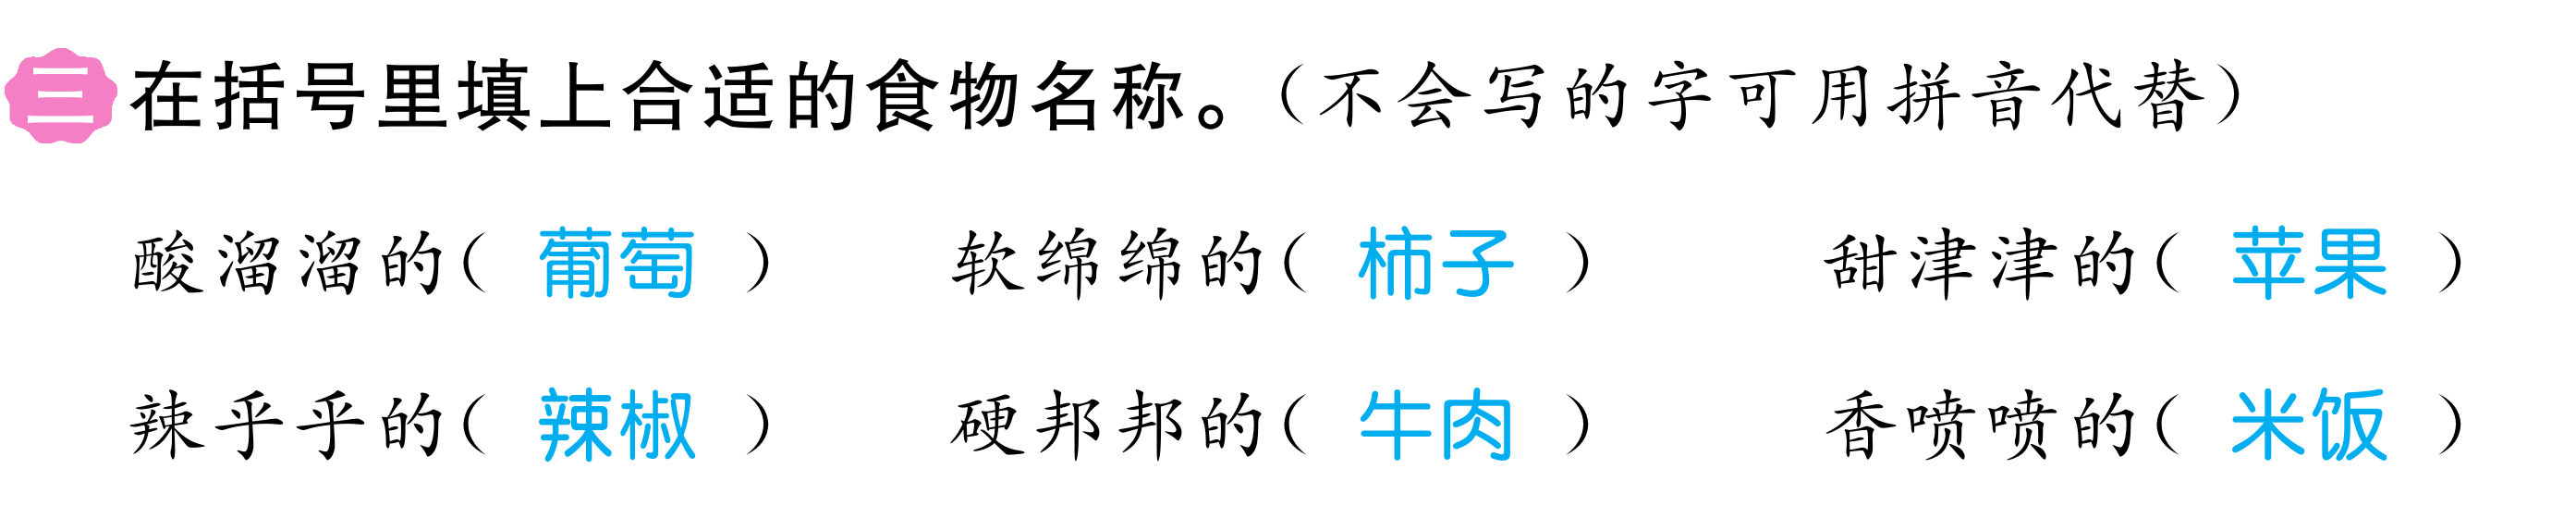 三 在括号里填上合适的食物名称。（不会写的字可用拼音代替）
酸溜溜的（ 葡萄 ） 软绵绵的（ 柿子 ） 甜津津的（ 苹果 ）
辣乎乎的（ 辣椒 ） 硬邦邦的（ 牛肉 ） 香喷喷的（ 米饭 ）